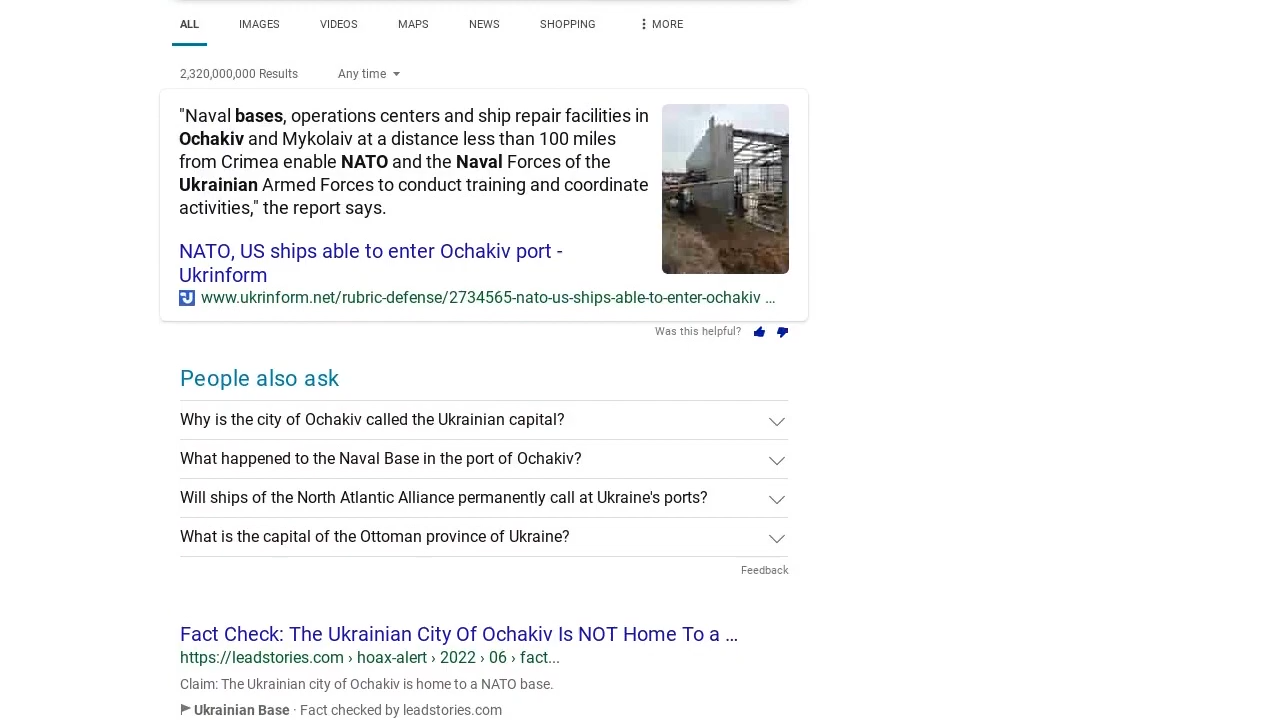 ALL IMAGES VIDEOS MAPS NEWS SHOPPING MORE
2,320,000,000 Results Any time
"Naval bases, operations centers and ship repair facilities in
Ochakiv and Mykolaiv at a distance less than 100 miles
from Crimea enable NATO and the Naval Forces of the
Ukrainian Armed Forces to conduct training and coordinate
activities," the report says.
NATO, US ships able to enter Ochakiv port -
Ukrinform
www.ukrinform.net/rubric-defense/2734565-nato-us-ships-able-to-enter-ochakiv ...
Was this helpful?
People also ask
Why is the city of Ochakiv called the Ukrainian capital?
What happened to the Naval Base in the port of Ochakiv?
Will ships of the North Atlantic Alliance permanently call at Ukraine's ports?
What is the capital of the Ottoman province of Ukraine?
Feedback
Fact Check: The Ukrainian City Of Ochakiv Is NOT Home To a ...
https://leadstories.com › hoax-alert › 2022 › 06 › fact...
Claim: The Ukrainian city of Ochakiv is home to a NATO base.
Ukrainian Base · Fact checked by leadstories.com